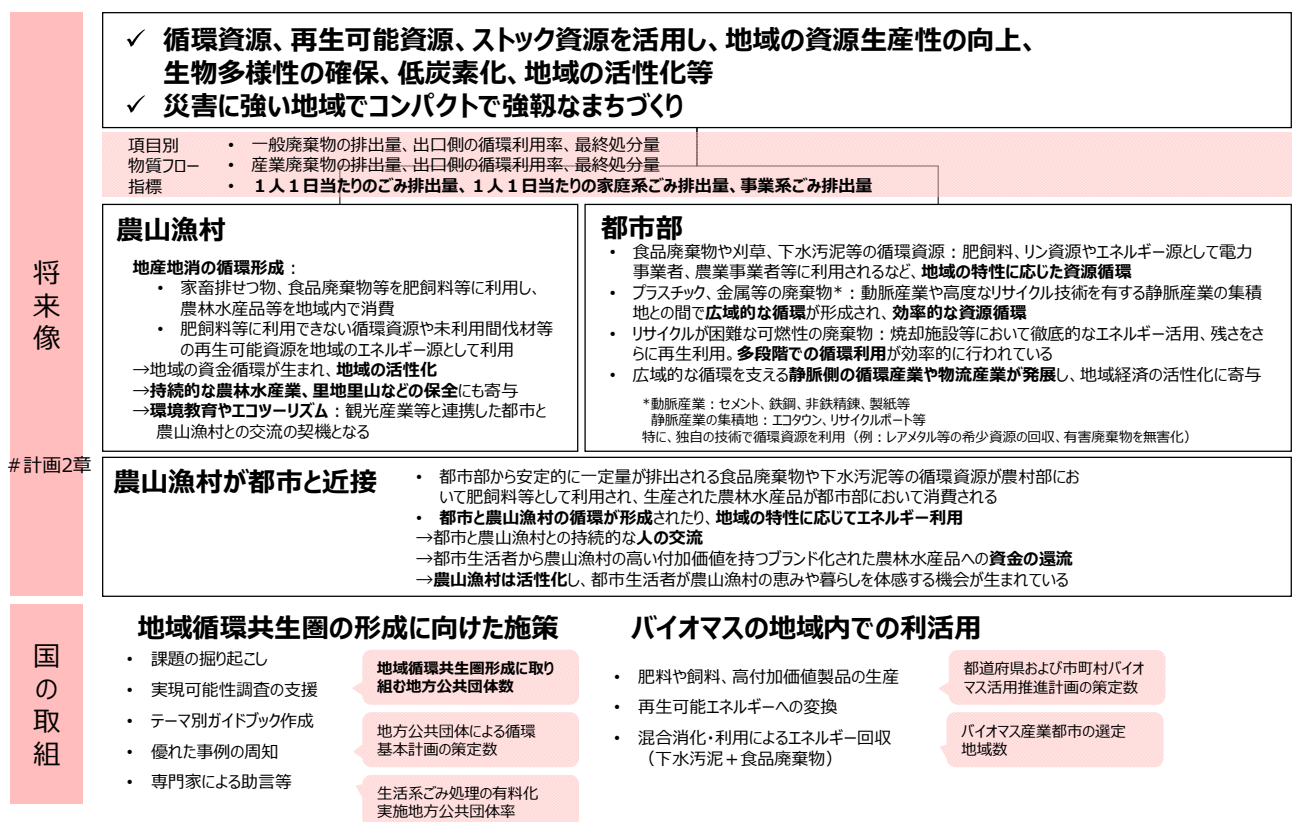 ✓ 循環資源、再生可能資源、ストック資源を活用し、地域の資源生産性の向上、
生物多様性の確保、低炭素化、地域の活性化等
✓ 災害に強い地域でコンパクトで強靱なまちづくり
項目別
物質フロー
指標
• 一般廃棄物の排出量、出口側の循環利用率、最終処分量
• 産業廃棄物の排出量、出口側の循環利用率、最終処分量
• １人１日当たりのごみ排出量、１人１日当たりの家庭系ごみ排出量、事業系ごみ排出量
将来像
#計画2章
農山漁村
地産地消の循環形成：
• 家畜排せつ物、食品廃棄物等を肥飼料等に利用し、
農林水産品等を地域内で消費
• 肥飼料等に利用できない循環資源や未利用間伐材等
の再生可能資源を地域のエネルギー源として利用
→地域の資金循環が生まれ、地域の活性化
→持続的な農林水産業、里地里山などの保全にも寄与
→環境教育やエコツーリズム：観光産業等と連携した都市と
農山漁村との交流の契機となる
都市部
• 食品廃棄物や刈草、下水汚泥等の循環資源：肥飼料、リン資源やエネルギー源として電力
事業者、農業事業者等に利用されるなど、地域の特性に応じた資源循環
• プラスチック、金属等の廃棄物*：動脈産業や高度なリサイクル技術を有する静脈産業の集積
地との間で広域的な循環が形成され、効率的な資源循環
• リサイクルが困難な可燃性の廃棄物：焼却施設等において徹底的なエネルギー活用、残さをさ
らに再生利用。多段階での循環利用が効率的に行われている
• 広域的な循環を支える静脈側の循環産業や物流産業が発展し、地域経済の活性化に寄与
*動脈産業：セメント、鉄鋼、非鉄精錬、製紙等
静脈産業の集積地：エコタウン、リサイクルポート等
特に、独自の技術で循環資源を利用（例：レアメタル等の希少資源の回収、有害廃棄物を無害化）
農山漁村が都市と近接
• 都市部から安定的に一定量が排出される食品廃棄物や下水汚泥等の循環資源が農村部にお
いて肥飼料等として利用され、生産された農林水産品が都市部において消費される
• 都市と農山漁村の循環が形成されたり、地域の特性に応じてエネルギー利用
→都市と農山漁村との持続的な人の交流
→都市生活者から農山漁村の高い付加価値を持つブランド化された農林水産品への資金の還流
→農山漁村は活性化し、都市生活者が農山漁村の恵みや暮らしを体感する機会が生まれている
国の取組
地域循環共生圏の形成に向けた施策
• 課題の掘り起こし
• 実現可能性調査の支援
• テーマ別ガイドブック作成
• 優れた事例の周知
• 専門家による助言等
地域循環共生圏形成に取り
組む地方公共団体数
地方公共団体による循環
基本計画の策定数
生活系ごみ処理の有料化
実施地方公共団体率
バイオマスの地域内での利活用
• 肥料や飼料、高付加価値製品の生産
• 再生可能エネルギーへの変換
• 混合消化・利用によるエネルギー回収
（下水汚泥＋食品廃棄物）
都道府県および市町村バイオ
マス活用推進計画の策定数
バイオマス産業都市の選定
地域数